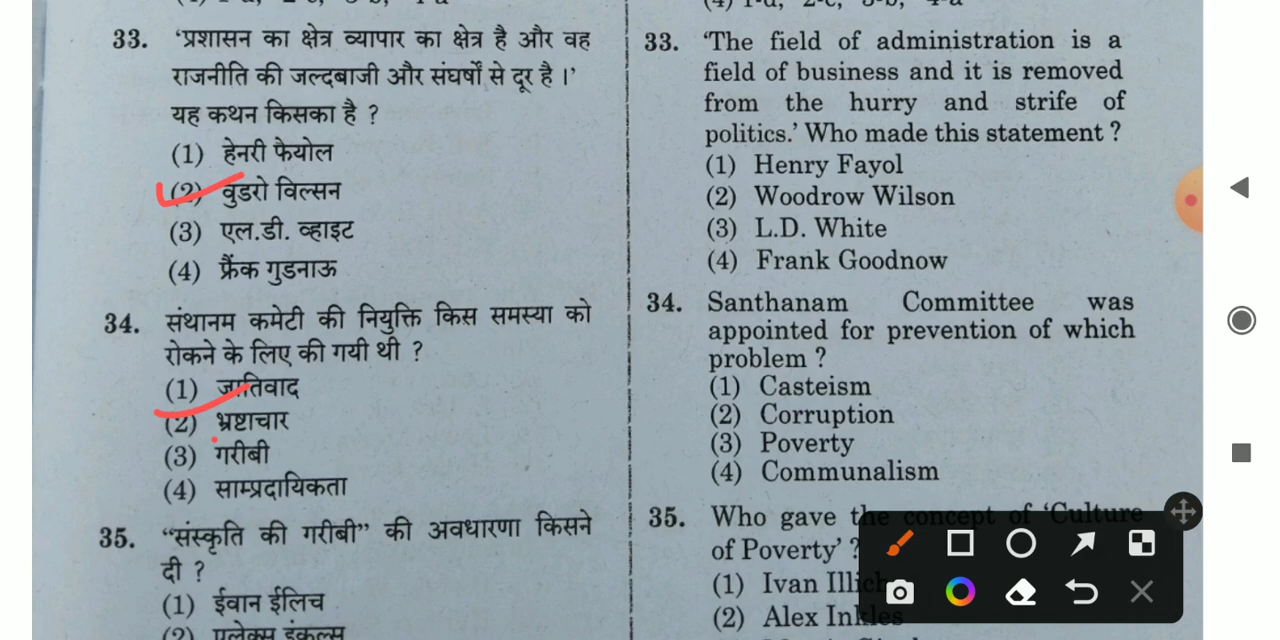 33. 'प्रशासन का क्षेत्र व्यापार का क्षेत्र है और वह
राजनीति की जल्दबाजी और संघर्षों से दूर है ।'
यह कथन किसका है ?
(1) हेनरी फेयोल
(2) वुडरो विल्सन
(3) एल.डी. व्हाइट
(4) फ्रैंक गुडनाऊ
34. संथानम कमेटी की नियुक्ति किस समस्या को
रोकने के लिए की गयी थी ?
(1) जातिवाद
(2) भ्रष्टाचार
(3) गरीबी
(4) साम्प्रदायिकता
35. “संस्कृति की गरीबी” की अवधारणा किसने
दी ?
(1) ईवान ईलिच
(2) एलेक्स इंकल्स
33. 'The field of administration is a
field of business and it is removed
from the hurry and strife of
politics.' Who made this statement ?
(1) Henry Fayol
(2) Woodrow Wilson
(3) L.D. White
(4) Frank Goodnow
34. Santhanam Committee was
appointed for prevention of which
problem ?
(1) Casteism
(2) Corruption
(3) Poverty
(4) Communalism
35. Who gave the concept of 'Culture
of Poverty' ?
(1) Ivan Illich
(2) Alex Inkles